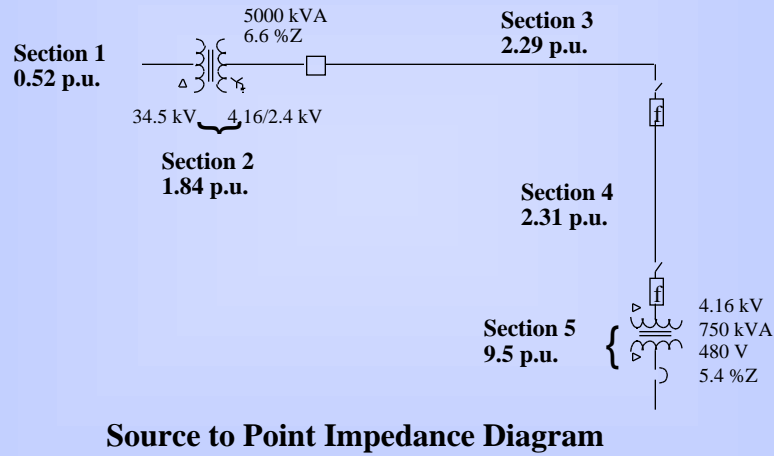 Section 1
0.52 p.u.
5000 kVA
6.6 %Z
Section 3
2.29 p.u.
34.5 kV
4.16/2.4 kV
Section 2
1.84 p.u.
f
Section 4
2.31 p.u.
f
Section 5
9.5 p.u.
4.16 kV
750 kVA
480 V
5.4 %Z
Source to Point Impedance Diagram